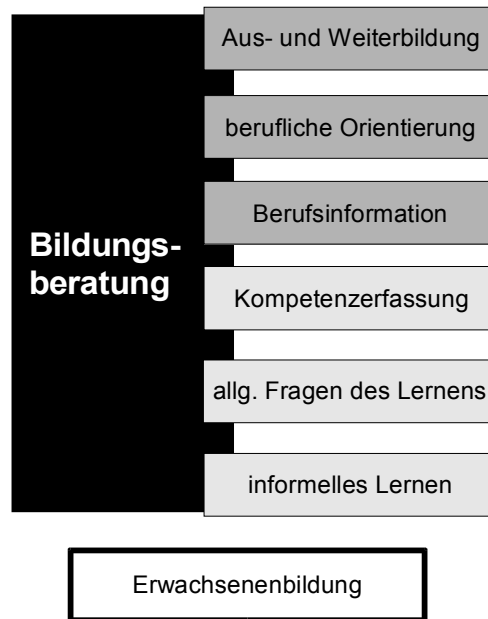 Aus- und Weiterbildung
berufliche Orientierung
Berufsinformation
Bildungs-
beratung
Kompetenzerfassung
allg. Fragen des Lernens
informelles Lernen
Erwachsenenbildung